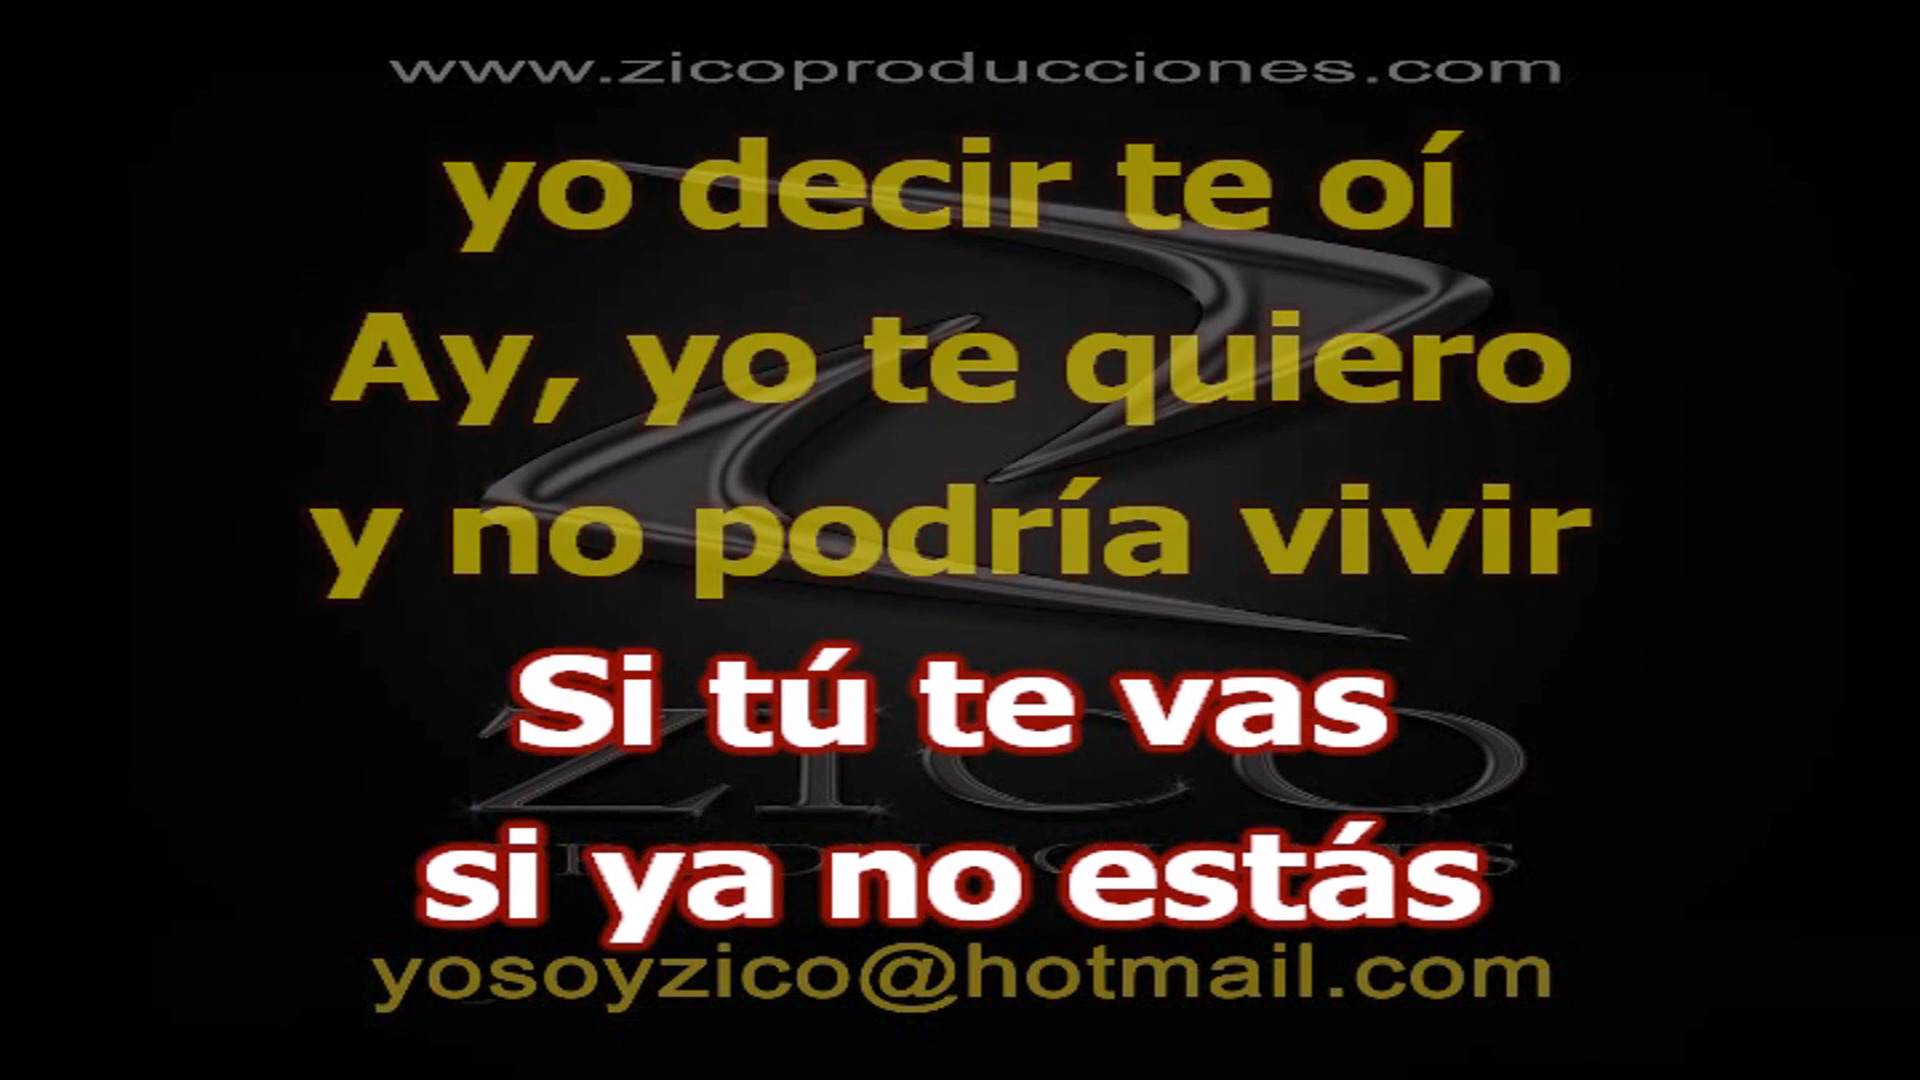 www.zicoproducciones.com
yo decir te oí
Ay, yo te quiero
y no podría vivir
Si tú te vas
ZICO
si ya no estás
yosoyzico@hotmail.com